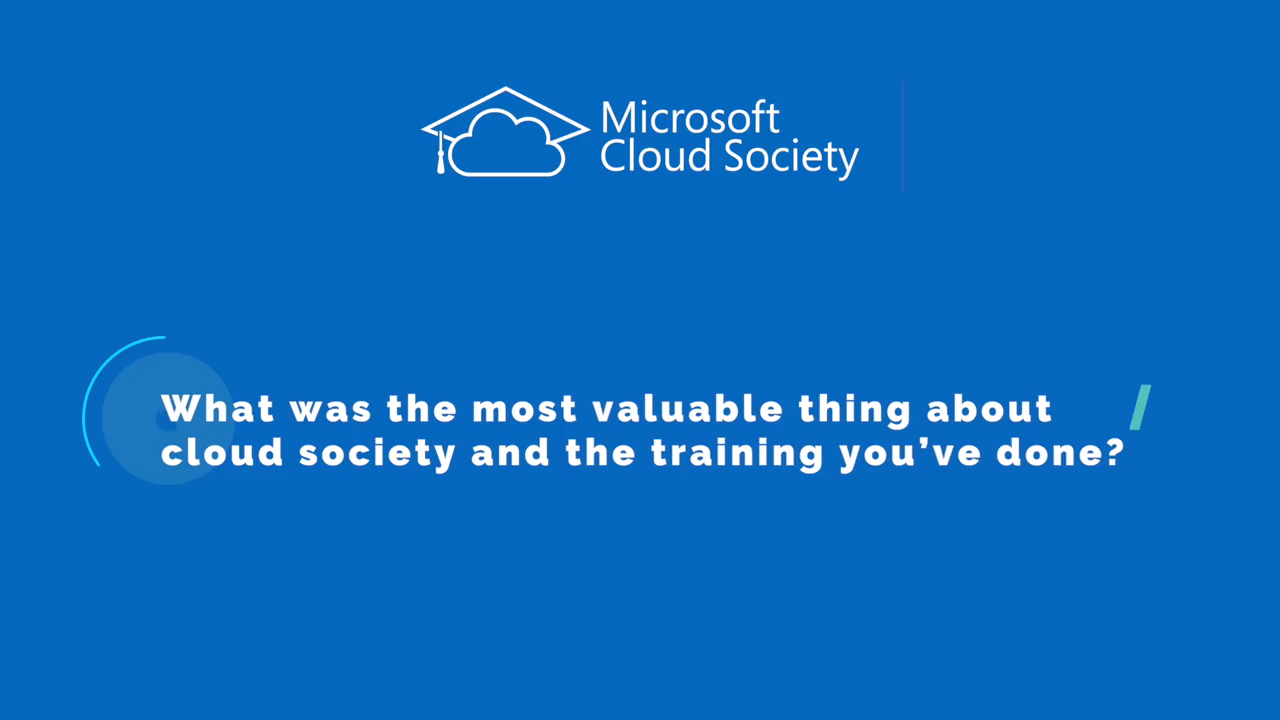 Microsoft
Cloud Society
What was the most valuable thing about
cloud society and the training you’ve done?